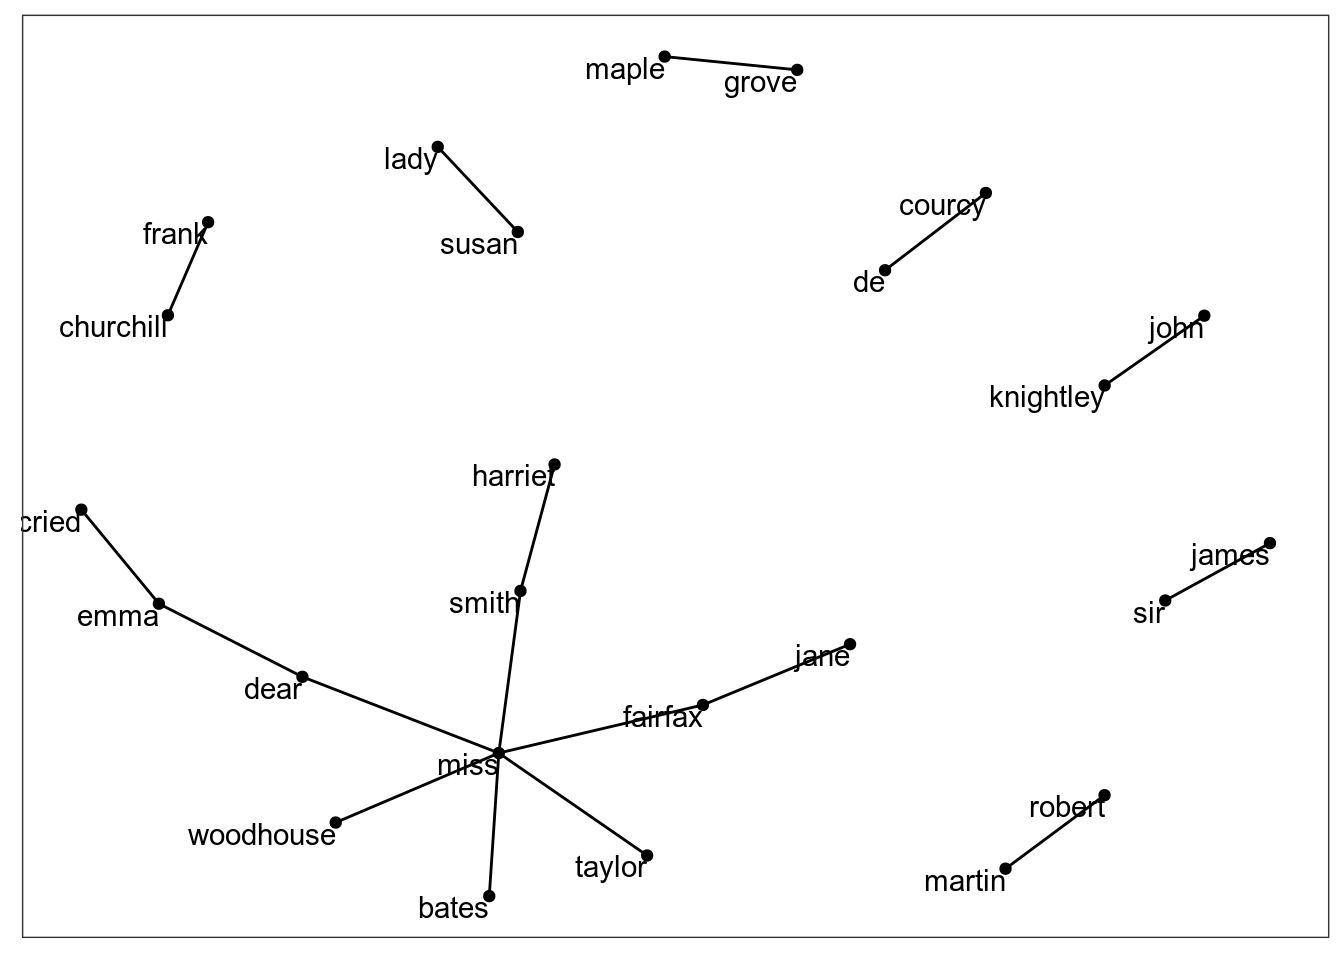 maple
grove
lady
courcy
frank
susan
de
churchill
john
knightley
harriet
cried
james
smith
sir
emma
jane
dear
fairfax
miss
robert
woodhouse
taylor
martin
bates